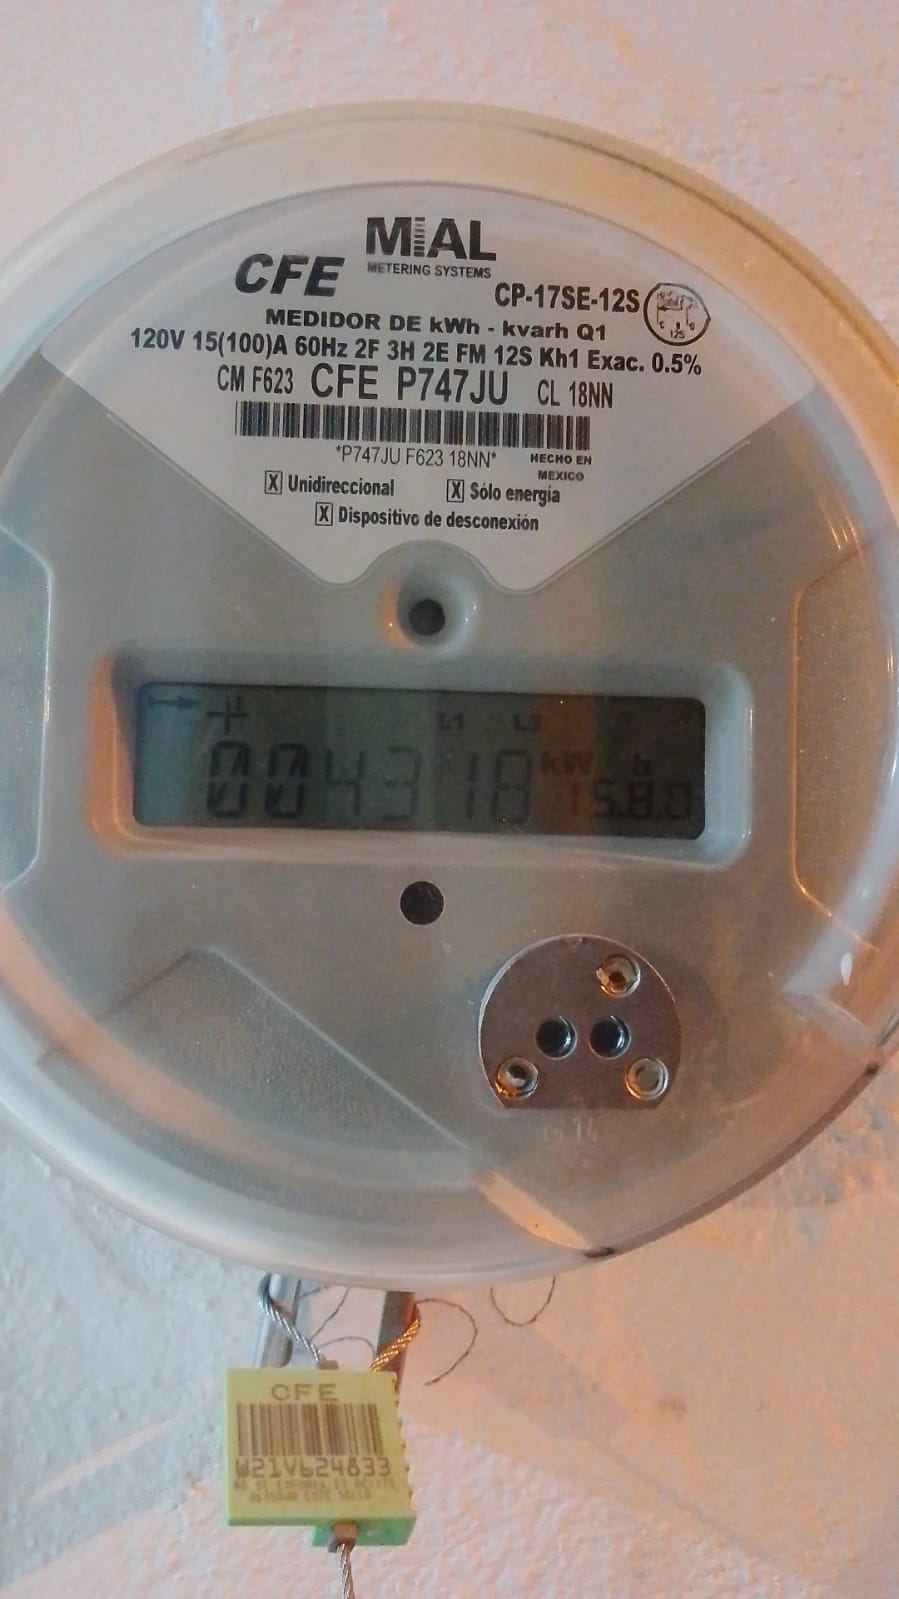 MIAL
METERING SYSTEMS
CFE
CP-17SE-12S
12S
MEDIDOR DE kWh - kvarh Q1
120V 15(100)A 60Hz 2F 3H 2E FM 12S Kh1 Exac. 0.5%
CM F623 CFE P747JU CL 18NN
*P747JU F623 18NN*
HECHO EN
MEXICO
X Unidireccional X Sólo energía
X Dispositivo de desconexión
L1 L3
004318 kW h 15.8.0
14
CFE
W21V624833